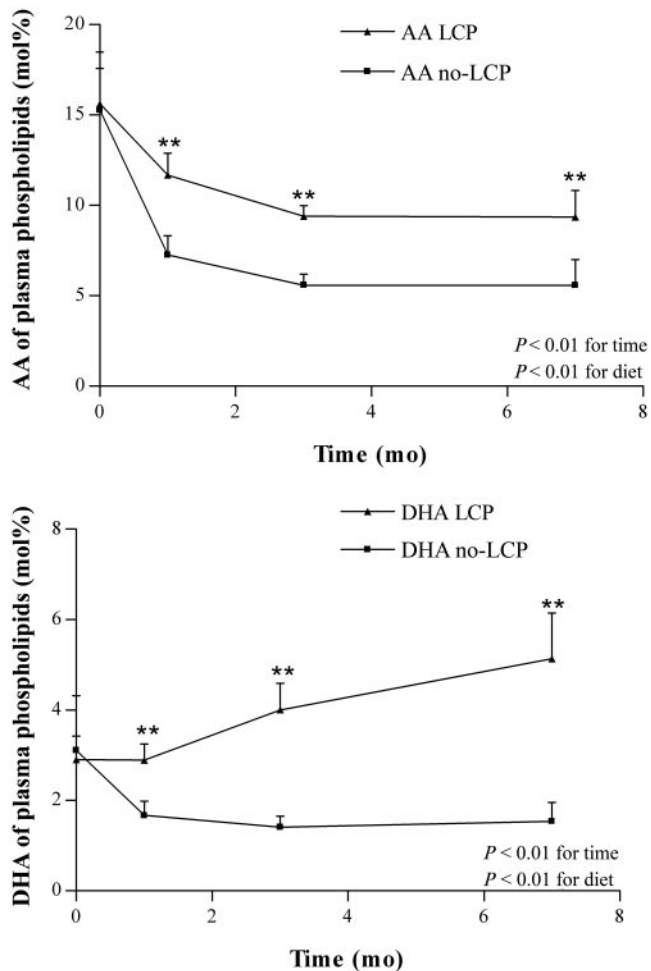 AA of plasma phospholipids (mol%)
20
15
10
5
0
AA LCP
AA no-LCP
**
**
**
P < 0.01 for time
P < 0.01 for diet
0 2 4 6 8
Time (mo)
DHA of plasma phospholipids (mol%)
8
6
4
2
0
DHA LCP
DHA no-LCP
**
**
**
P < 0.01 for time
P < 0.01 for diet
0 2 4 6 8
Time (mo)